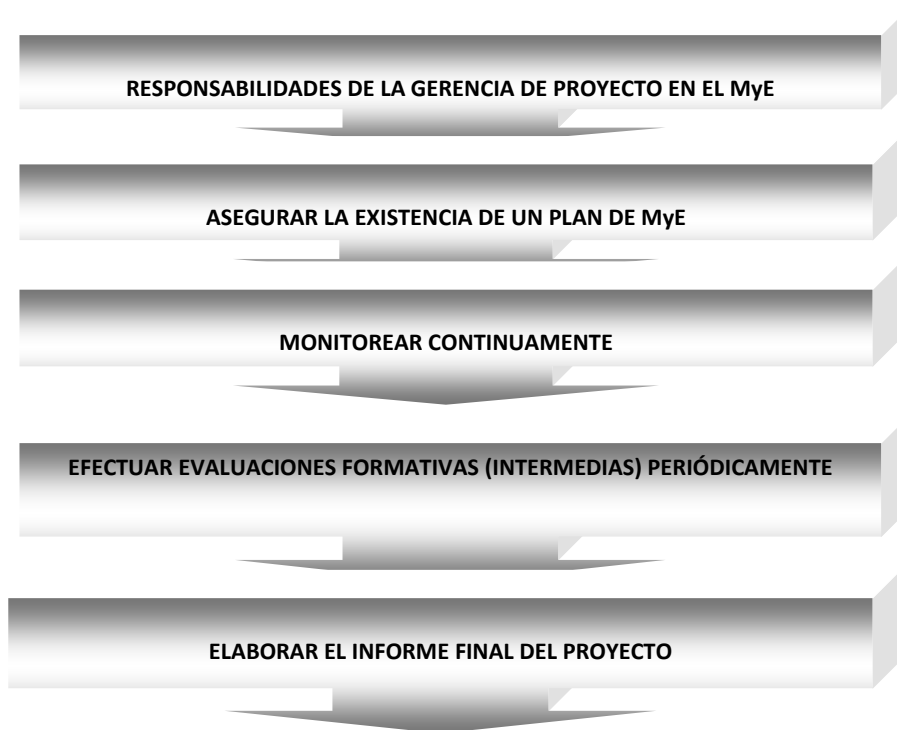 RESPONSABILIDADES DE LA GERENCIA DE PROYECTO EN EL MyE
ASEGURAR LA EXISTENCIA DE UN PLAN DE MyE
MONITOREAR CONTINUAMENTE
EFECTUAR EVALUACIONES FORMATIVAS (INTERMEDIAS) PERIÓDICAMENTE
ELABORAR EL INFORME FINAL DEL PROYECTO